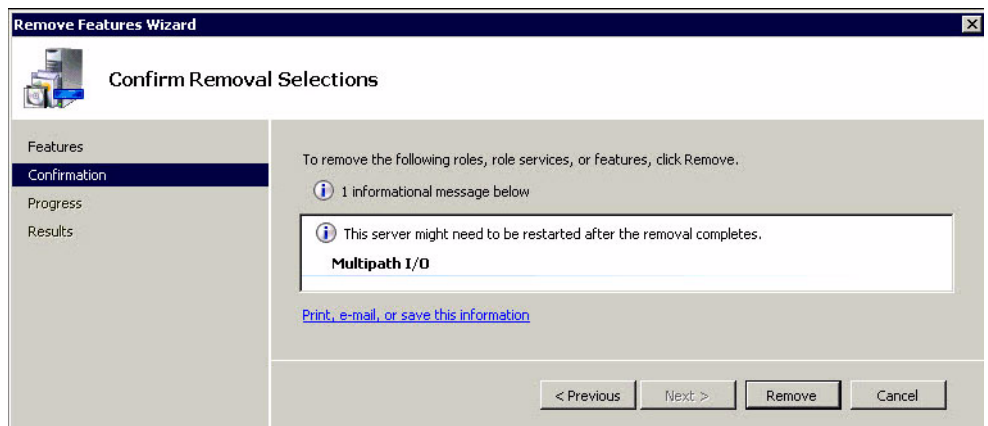 Remove Features Wizard
Confirm Removal Selections
Features
Confirmation
Progress
Results
To remove the following roles, role services, or features, click Remove.
1 informational message below
This server might need to be restarted after the removal completes.
Multipath I/O
Print, e-mail, or save this information
< Previous
Next >
Remove
Cancel